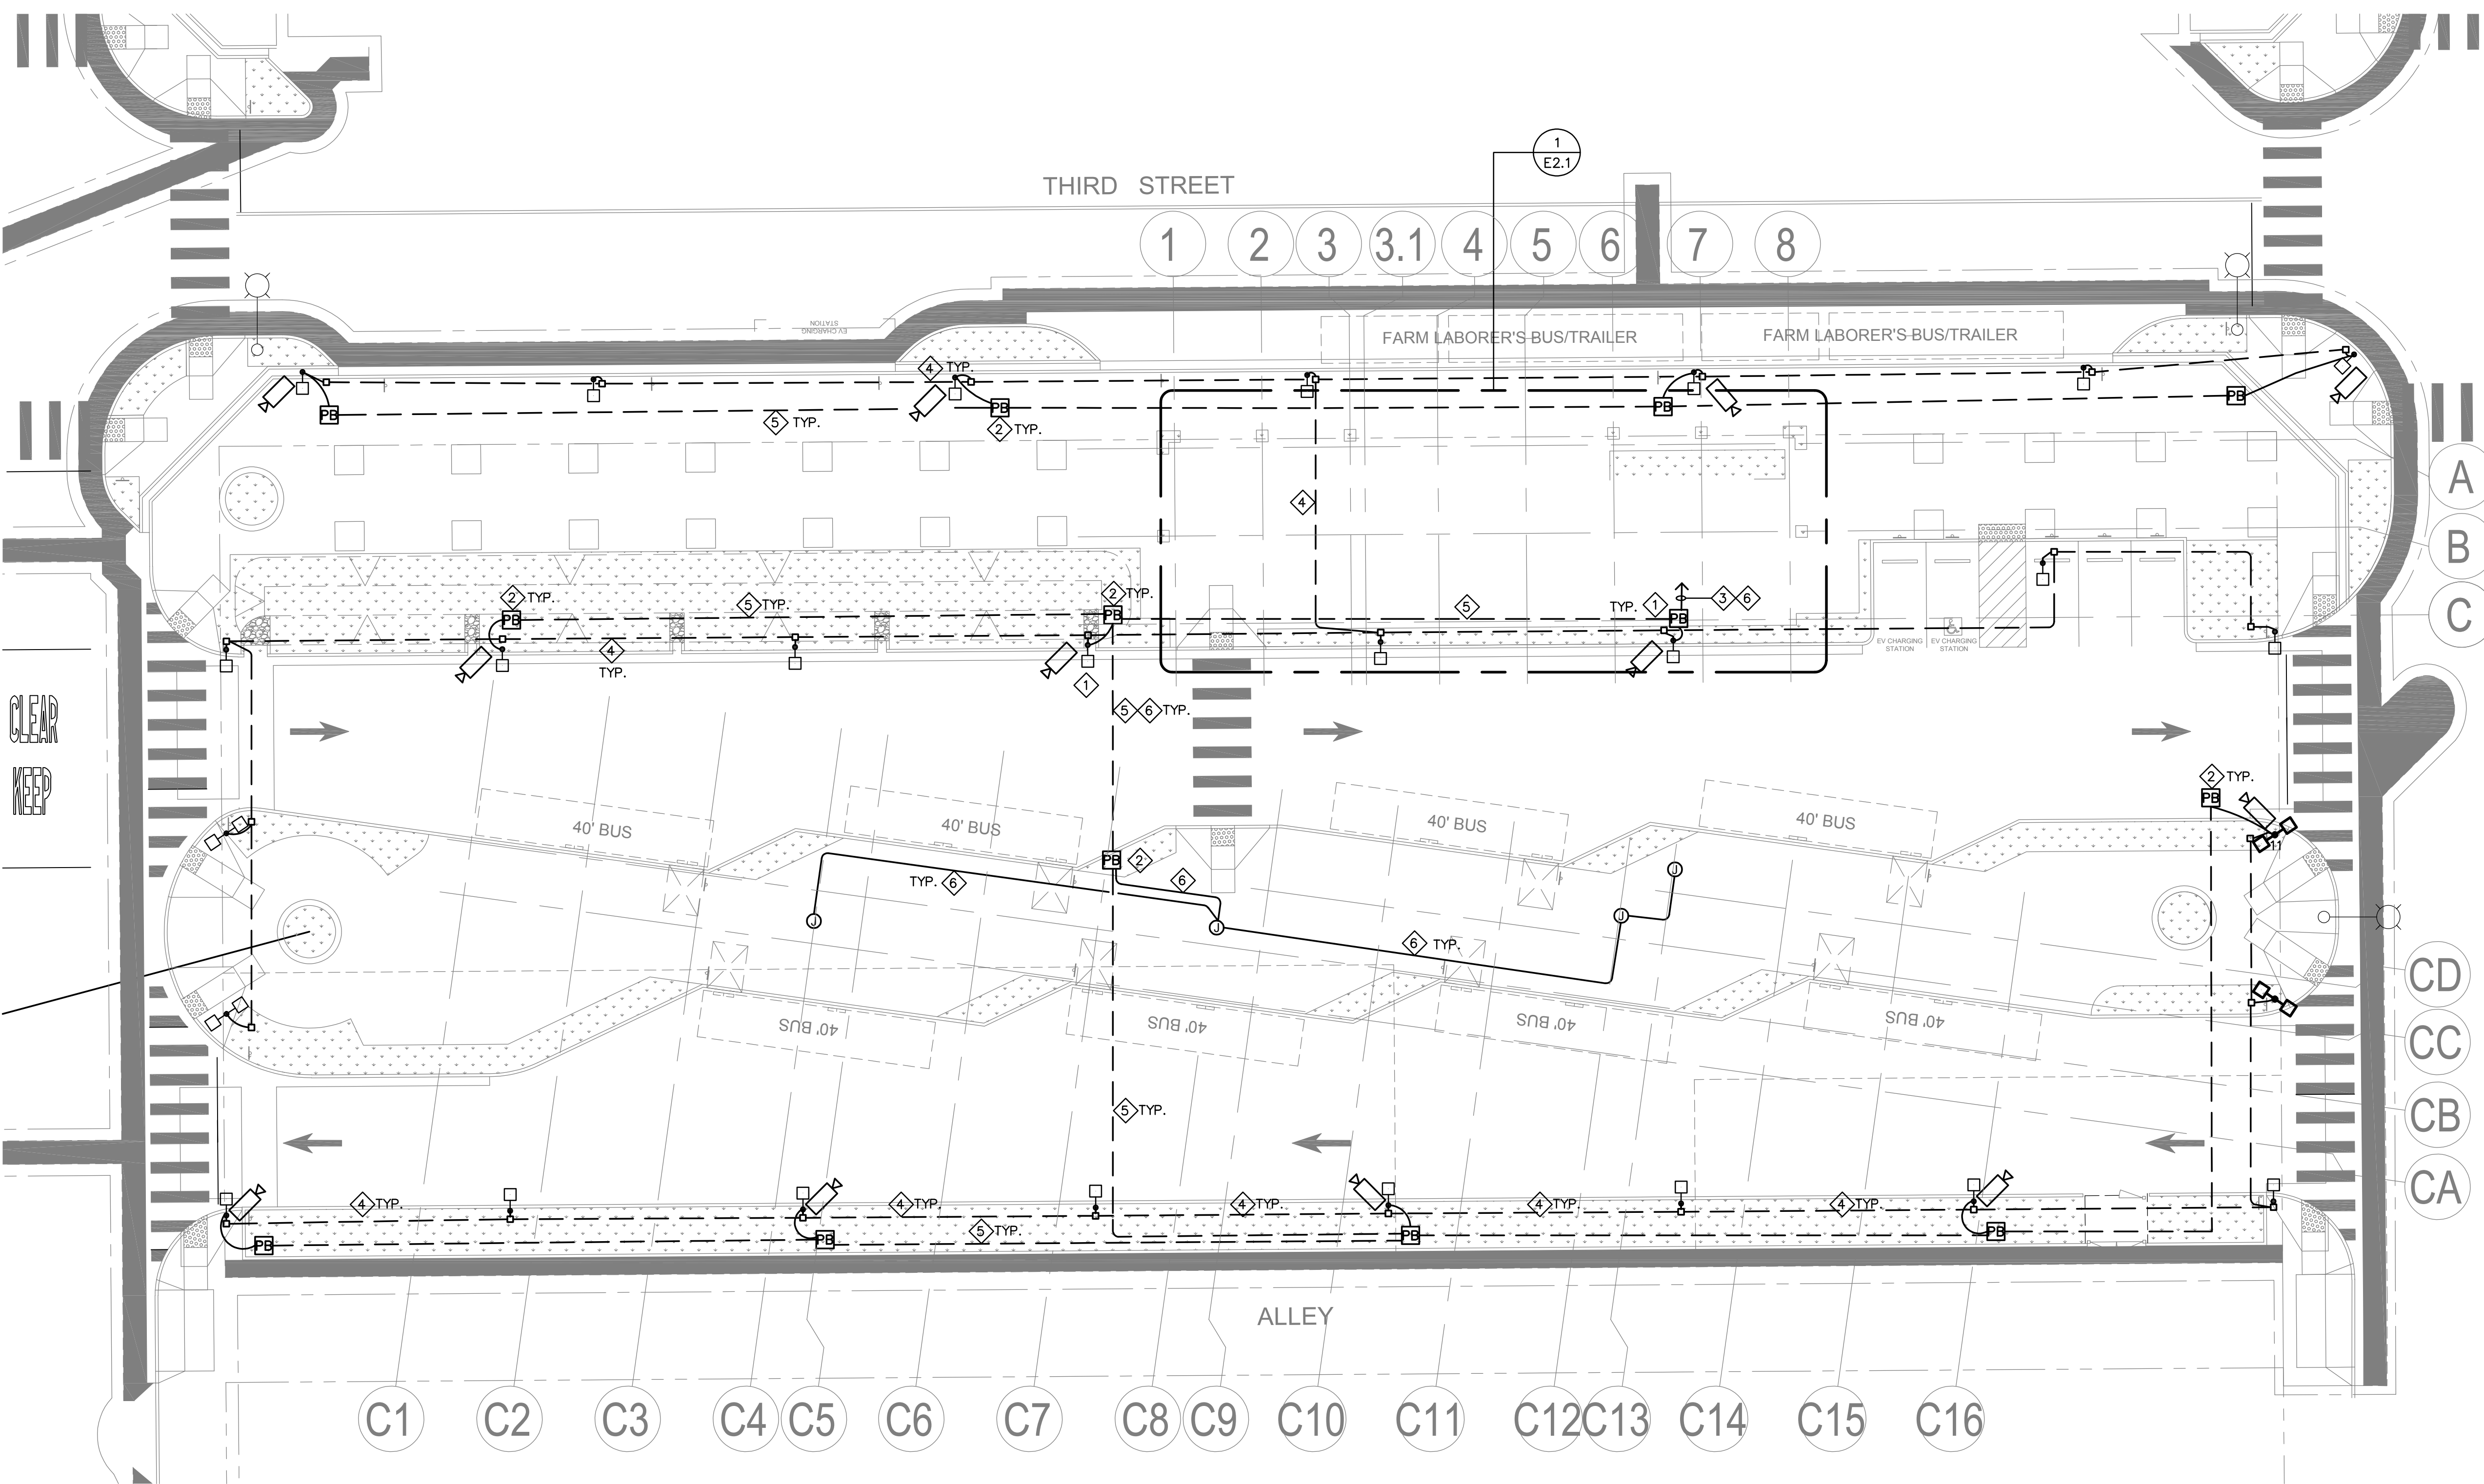 1
E2.1
THIRD STREET
1 2 3 3.1 4 5 6 7 8
EV CHARGING
STATION
FARM LABORER'S BUS/TRAILER
FARM LABORER'S BUS/TRAILER
4 TYP.
PB
PB
PB
PB
5 TYP.
2 TYP.
A
4
B
2 TYP.
5 TYP.
2 TYP.
5
TYP. 1
3 6
PB
PB
PB
C
EV CHARGING
STATION
EV CHARGING
STATION
4
TYP.
1
5 6 TYP.
CLEAR
KEEP
2 TYP.
PB
40' BUS
40' BUS
40' BUS
40' BUS
11
PB 2
TYP. 6
6
J
J
J
J
6 TYP.
CD
40' BUS
40' BUS
40' BUS
40' BUS
CC
5 TYP.
CB
CA
4 TYP.
4 TYP.
4 TYP.
4 TYP.
4 TYP.
5 TYP.
PB
PB
PB
PB
ALLEY
C1 C2 C3 C4 C5 C6 C7 C8 C9 C10 C11 C12 C13 C14 C15 C16